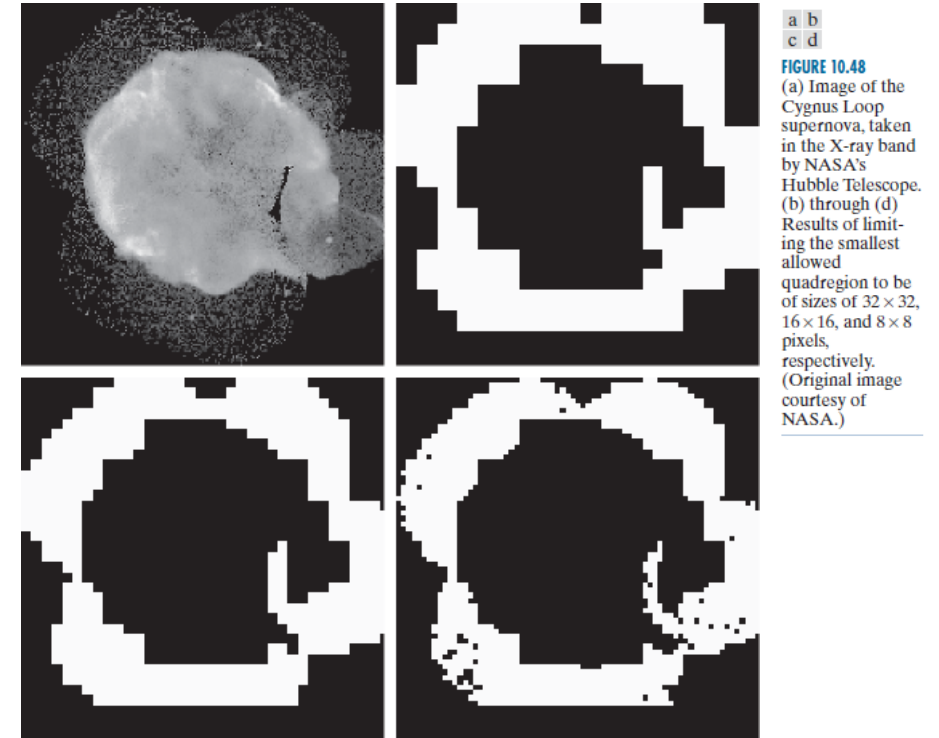 a b
c d
FIGURE 10.48
(a) Image of the
Cygnus Loop
supernova, taken
in the X-ray band
by NASA's
Hubble Telescope.
(b) through (d)
Results of limit-
ing the smallest
allowed
quadregion to be
of sizes of 32 × 32,
16 × 16, and 8 × 8
pixels,
respectively.
(Original image
courtesy of
NASA.)